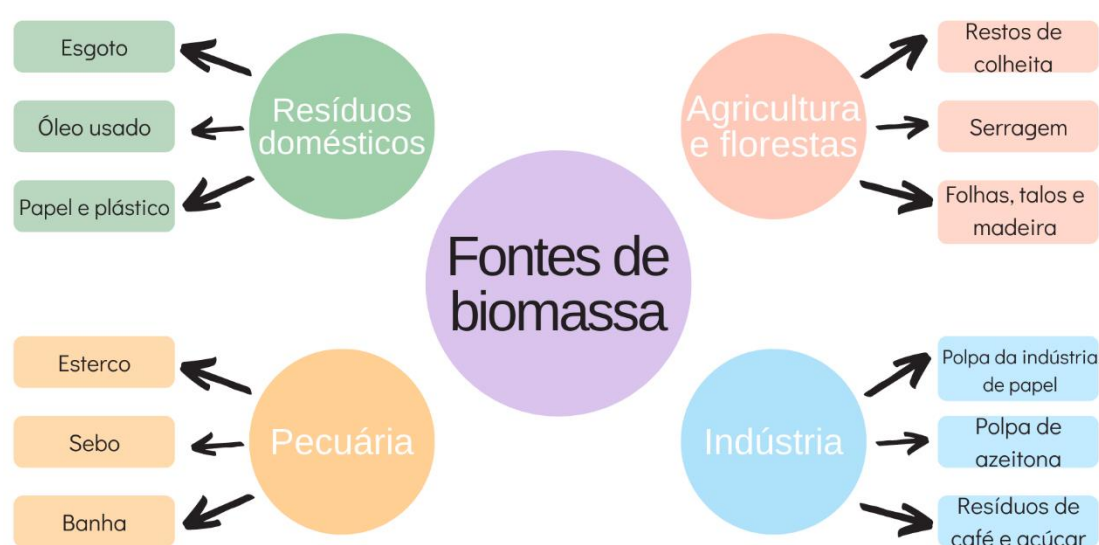 Esgoto
Óleo usado
Papel e plástico
Resíduos
domésticos
Agricultura
e florestas
Restos de
colheita
Serragem
Folhas, talos e
madeira
Fontes de
biomassa
Esterco
Sebo
Banha
Pecuária
Indústria
Polpa da indústria
de papel
Polpa de
azeitona
Resíduos de
café e açúcar